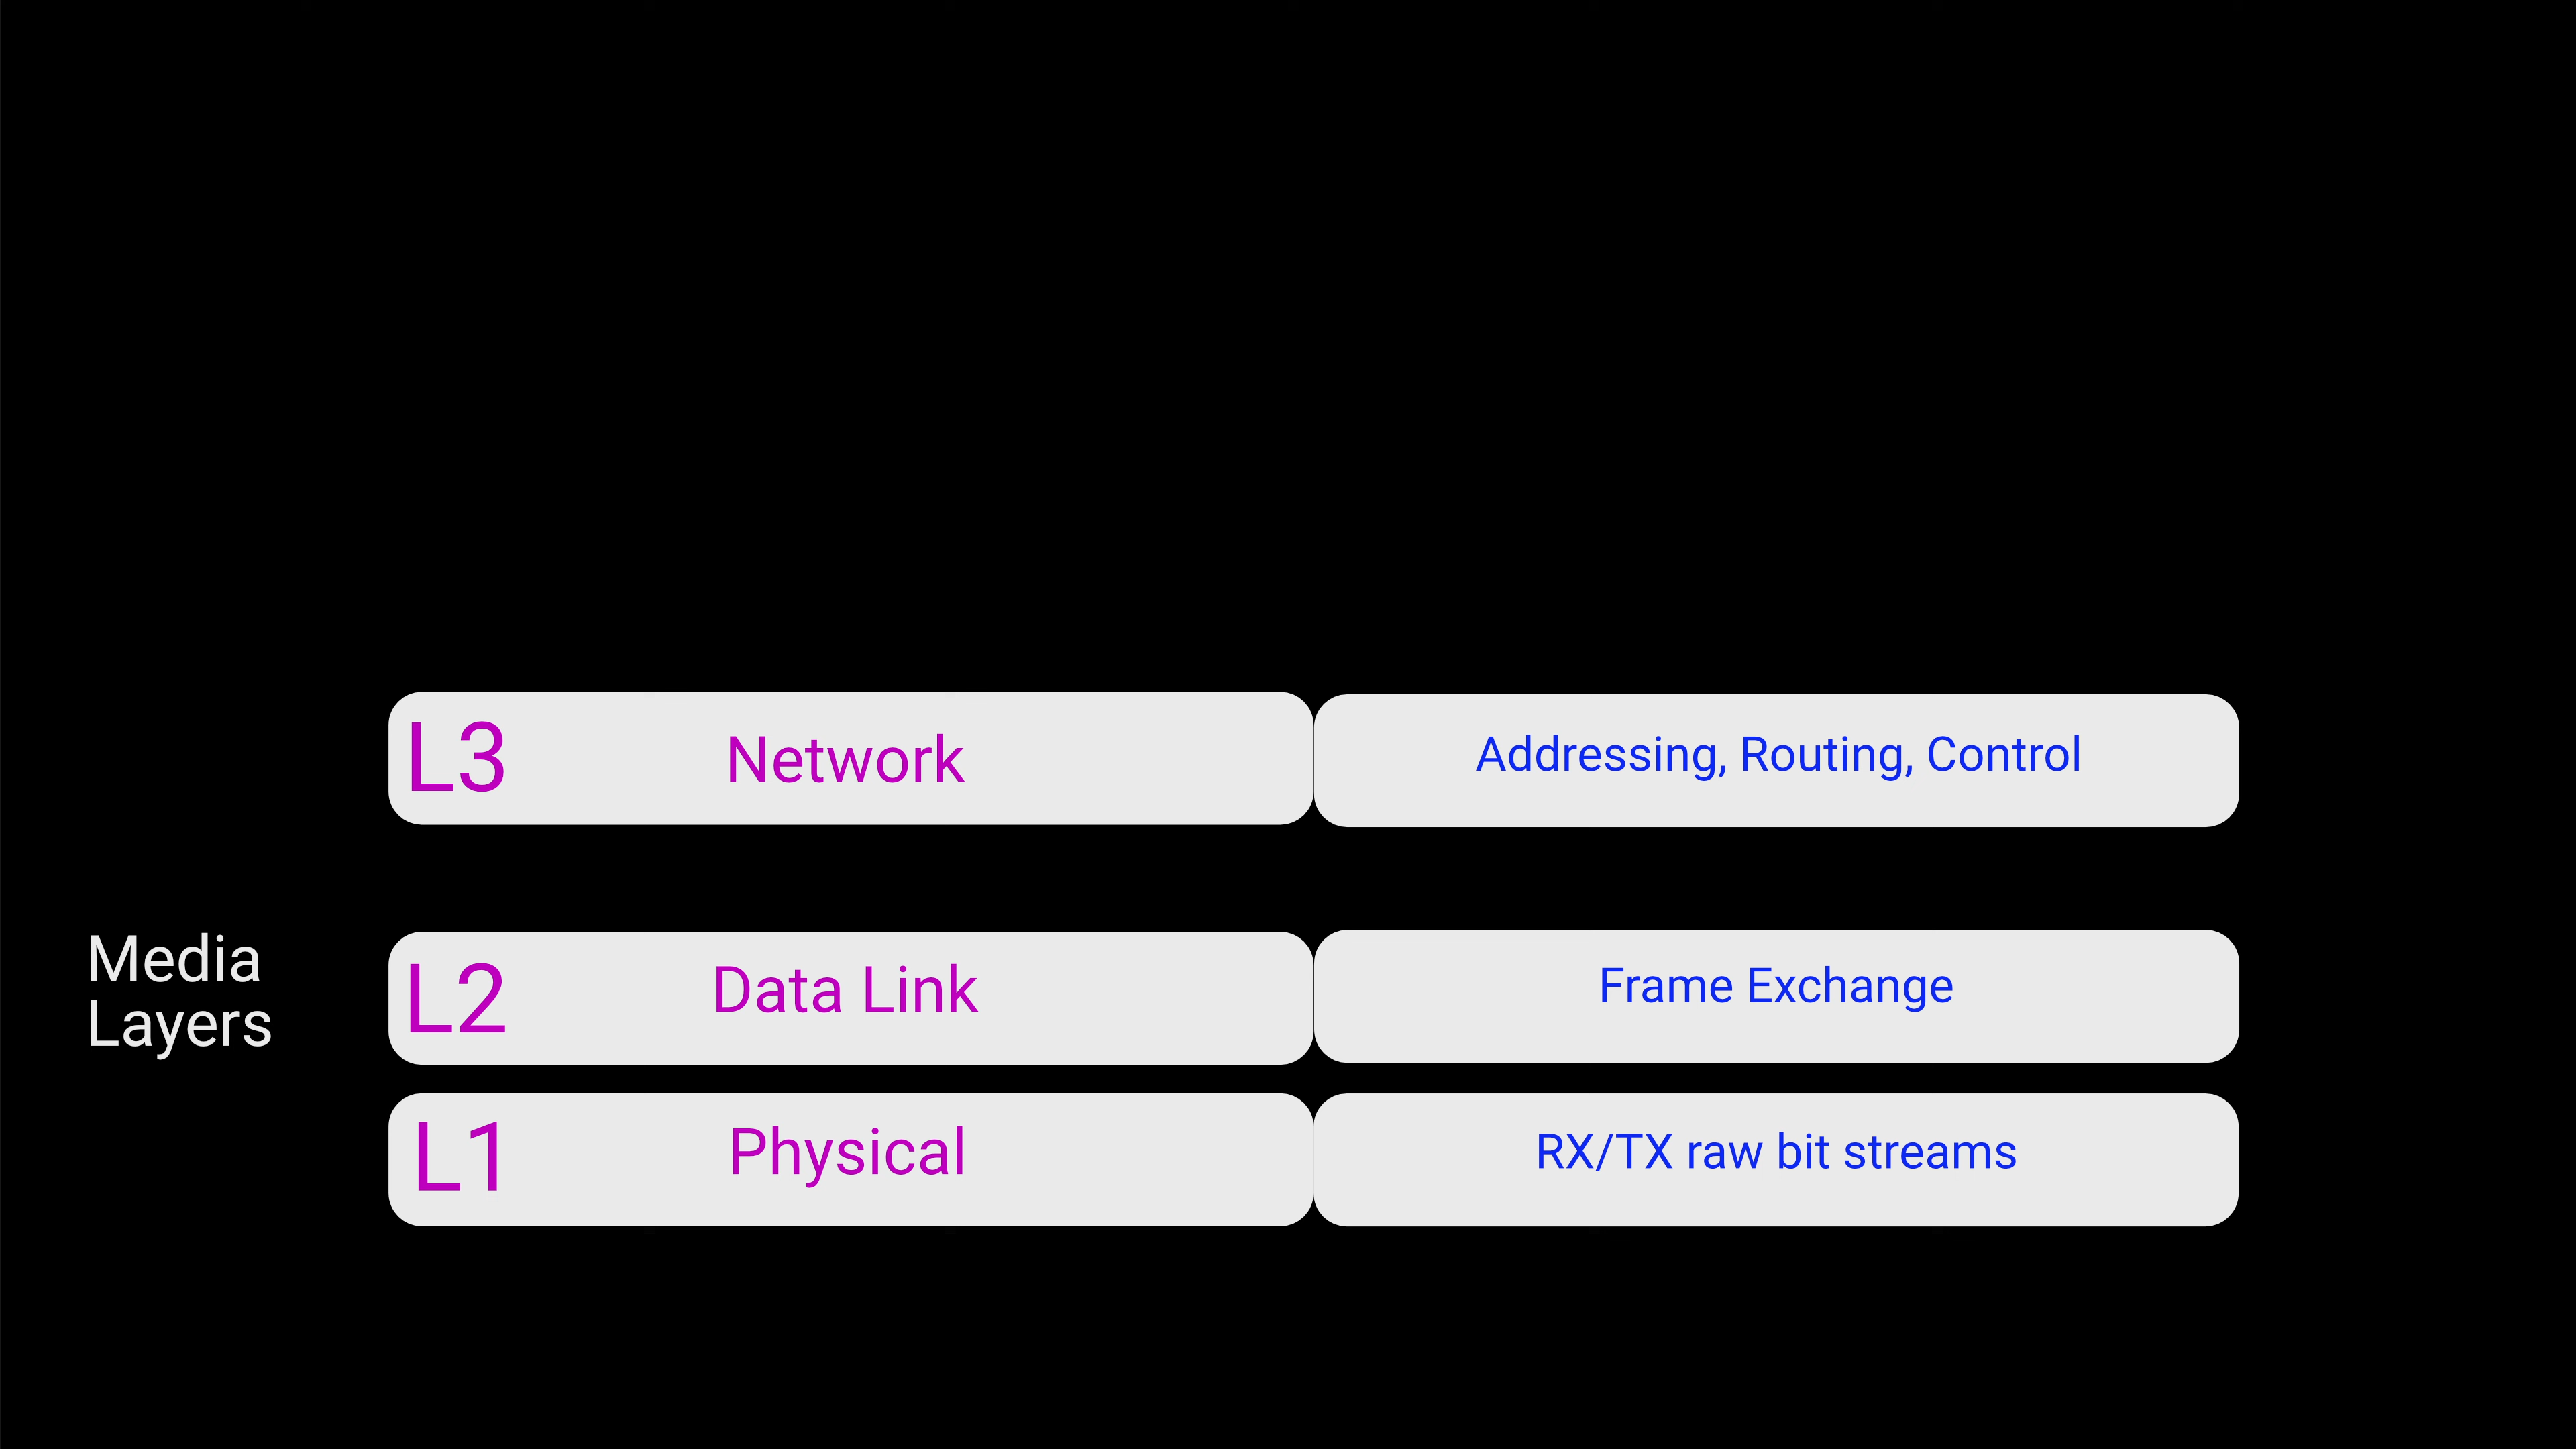 L3 Network Addressing, Routing, Control
Media
Layers
L2 Data Link Frame Exchange
L1 Physical RX/TX raw bit streams